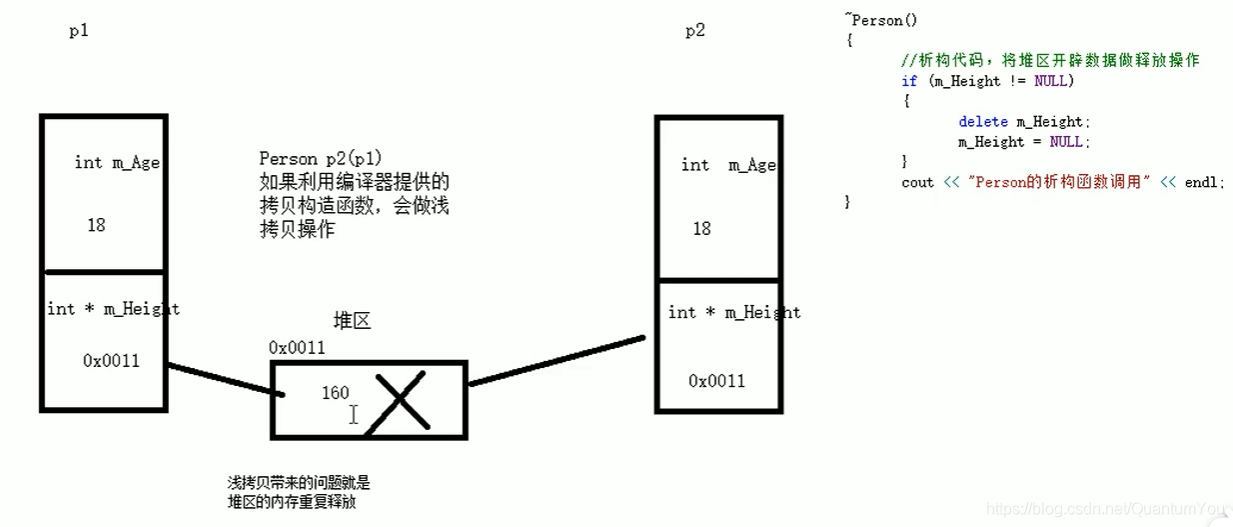 p1
p2
int m_Age
18
int * m_Height
0x0011
Person p2(p1)
如果利用编译器提供的
拷贝构造函数，会做浅
拷贝操作
堆区
0x0011
160
浅拷贝带来的问题就是
堆区的内存重复释放
int m_Age
18
int * m_Height
0x0011
~Person()
{
//析构代码，将堆区开辟数据做释放操作
if (m_Height != NULL)
{
delete m_Height;
m_Height = NULL;
}
cout << "Person的析构函数调用" << endl;
}
https://blog.csdn.net/QuantumYou